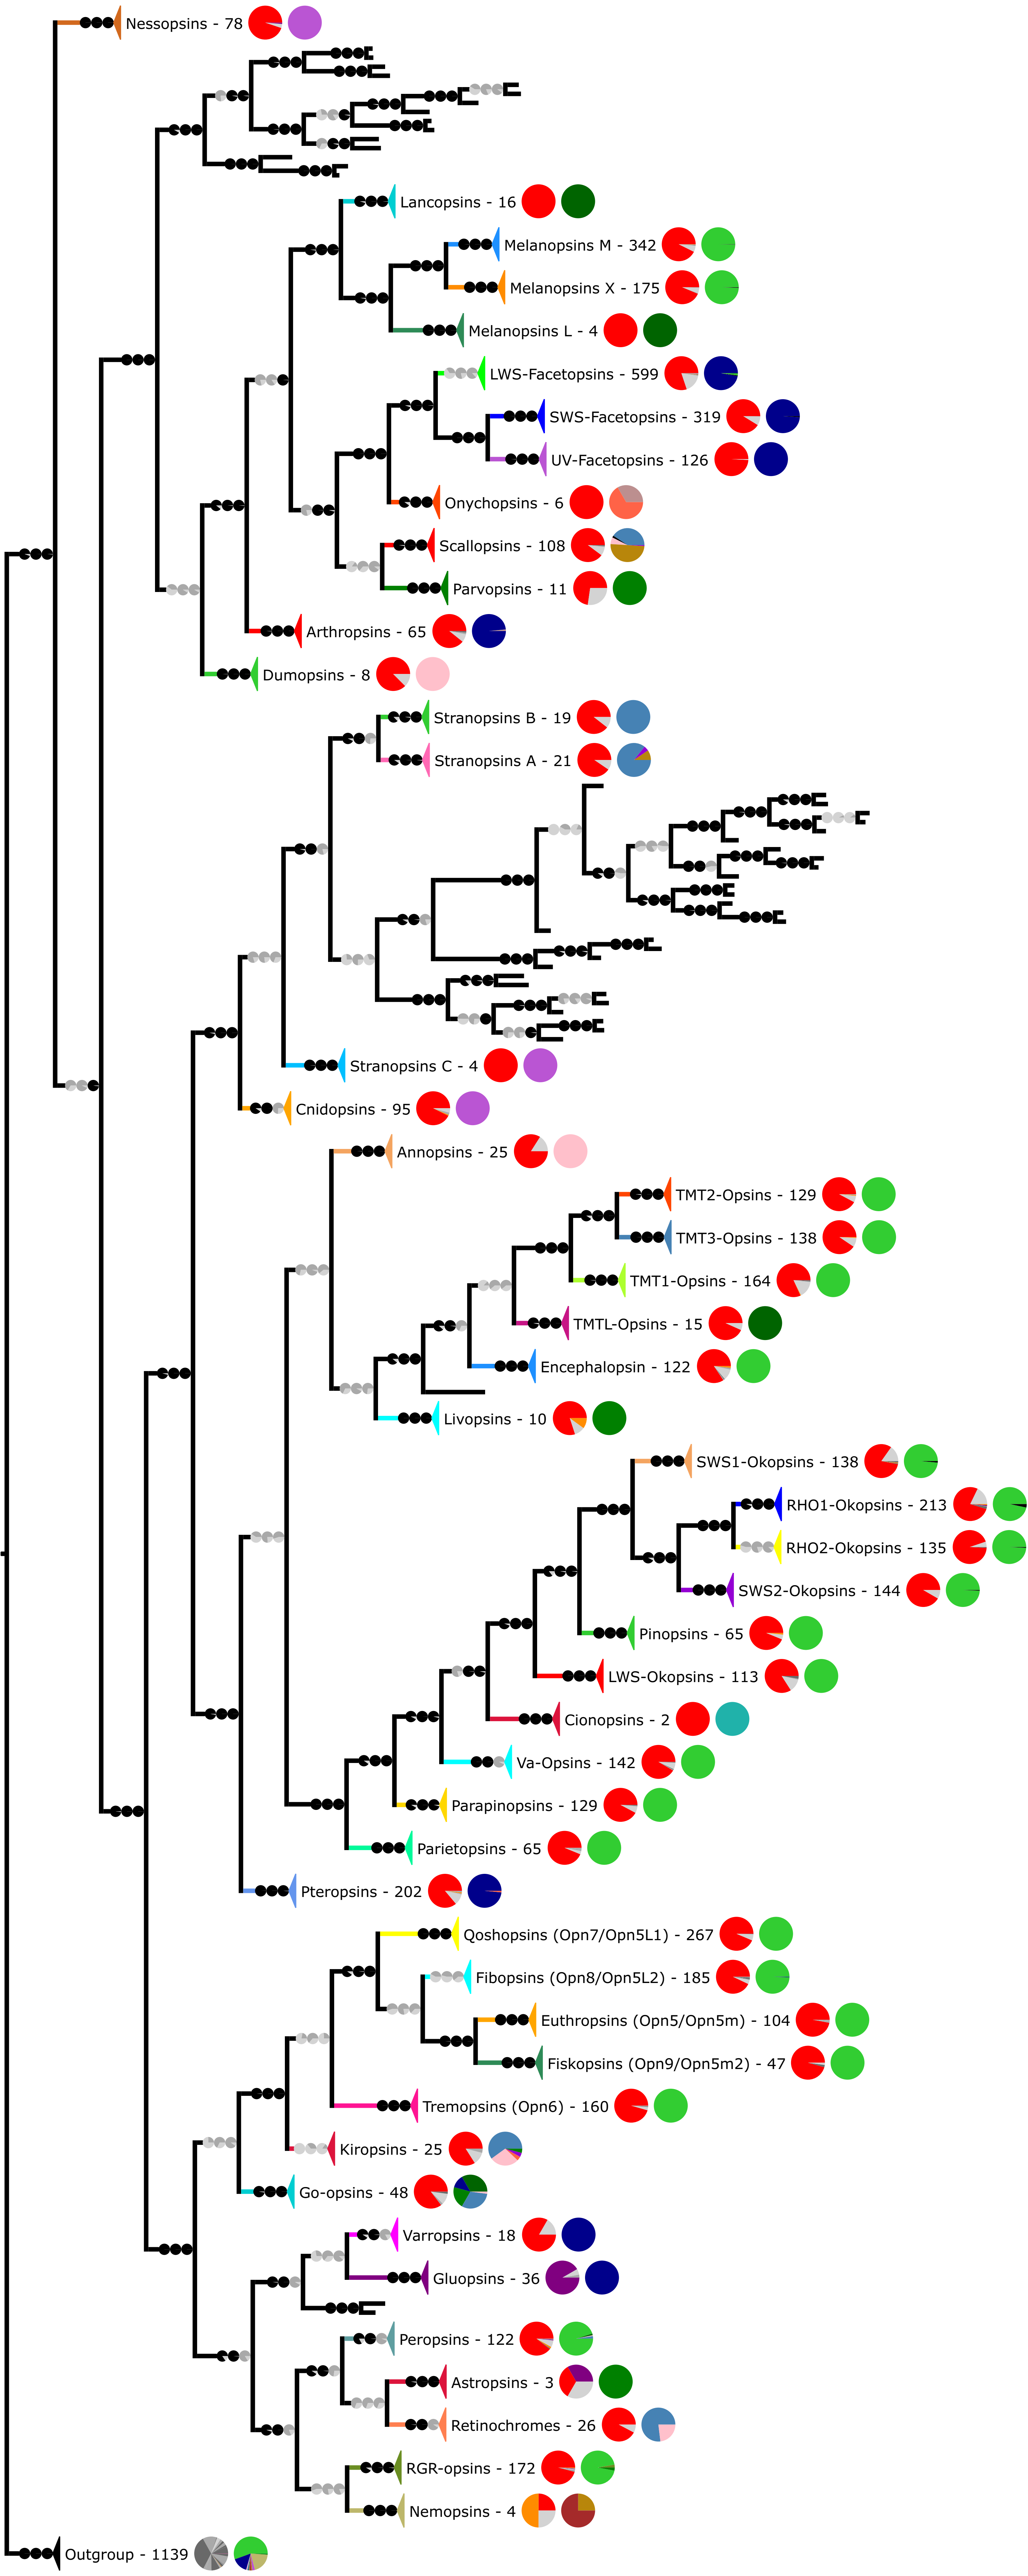 Nessopsins - 78
Lancopsins - 16
Melanopsins M - 342
Melanopsins X - 175
Melanopsins L - 4
LWS-Facetopsins - 599
SWS-Facetopsins - 319
UV-Facetopsins - 126
Onychopsins - 6
Scallopsins - 108
Parvopsins - 11
Arthropsins - 65
Dumopsins - 8
Stranopsins B - 19
Stranopsins A - 21
Stranopsins C - 4
Cnidopsins - 95
Annopsins - 25
TMT2-Opsins - 129
TMT3-Opsins - 138
TMT1-Opsins - 164
TMTL-Opsins - 15
Encephalopsin - 122
Livopsins - 10
SWS1-Okopsins - 138
RHO1-Okopsins - 213
RHO2-Okopsins - 135
SWS2-Okopsins - 144
Pinopsins - 65
LWS-Okopsins - 113
Cionopsins - 2
Va-Opsins - 142
Parapinopsins - 129
Parietopsins - 65
Pteropsins - 202
Qoshopsins (Opn7/Opn5L1) - 267
Fibopsins (Opn8/Opn5L2) - 185
Euthropsins (Opn5/Opn5m) - 104
Fiskopsins (Opn9/Opn5m2) - 47
Tremopsins (Opn6) - 160
Kiropsins - 25
Go-opsins - 48
Varropsins - 18
Gluopsins - 36
Peropsins - 122
Astropsins - 3
Retinochromes - 26
RGR-opsins - 172
Nemopsins - 4
Outgroup - 1139